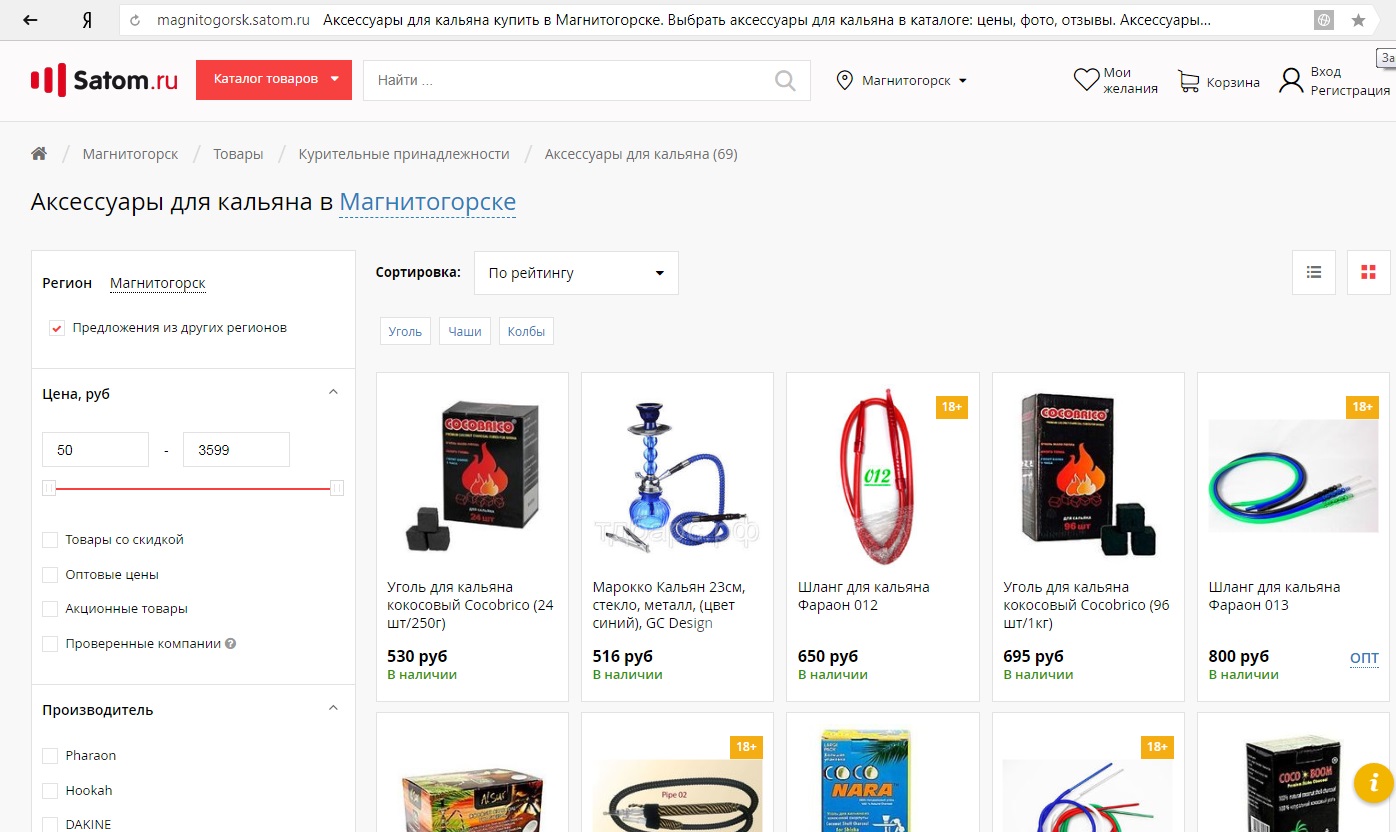 Я
magnitogorsk.satom.ru Аксессуары для кальяна купить в Магнитогорске. Выбрать аксессуары для кальяна в каталоге: цены, фото, отзывы. Аксессуары...
За
Satom.ru
Каталог товаров
Найти ...
Магнитогорск
Мои
желания
Корзина
Вход
Регистрация
/ Магнитогорск / Товары / Курительные принадлежности / Аксессуары для кальяна (69)
Аксессуары для кальяна в Магнитогорске
Регион Магнитогорск
Предложения из других регионов
Цена, руб
50 - 3599
Товары со скидкой
Оптовые цены
Акционные товары
Проверенные компании ?
Производитель
Pharaon
Hookah
DAKINE
Сортировка: По рейтингу
Уголь Чаши Колбы
COCOBRICO
24 шт
Уголь для кальяна
кокосовый Cocobrico (24
шт/250г)
530 руб
В наличии
Марокко Кальян 23см,
стекло, металл, (цвет
синий), GC Design
516 руб
В наличии
18+
012
Шланг для кальяна
Фараон 012
650 руб
В наличии
COCOBRICO
96 шт
Уголь для кальяна
кокосовый Cocobrico (96
шт/1кг)
695 руб
В наличии
18+
Шланг для кальяна
Фараон 013
800 руб
ОПТ
В наличии
Al Sur
18+
Pipe 02
COCO
NARA
18+
COCO BOOM
i